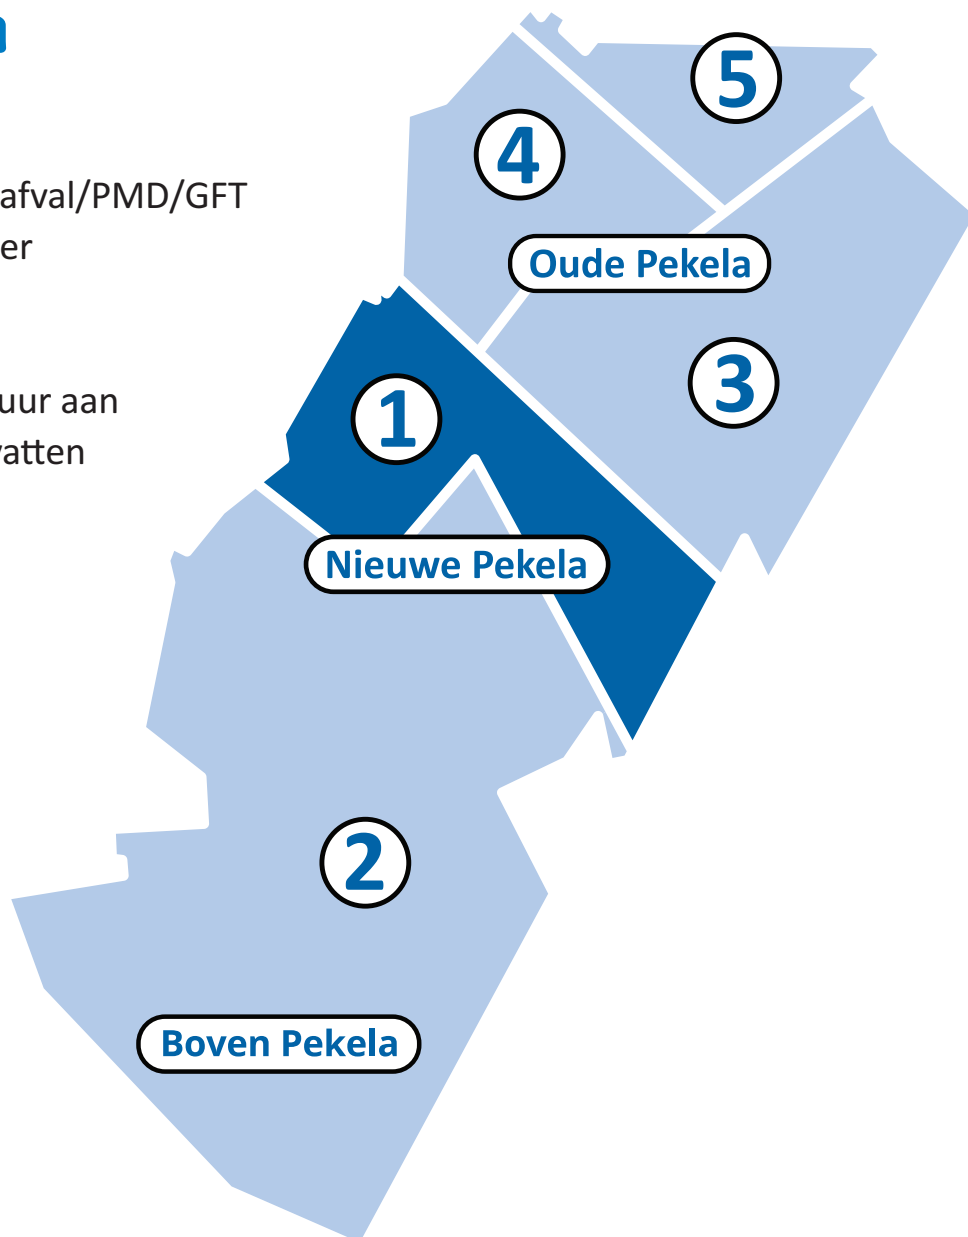 afval/PMD/GFT
er
uur aan
vatten
5
4
Oude Pekela
3
1
Nieuwe Pekela
2
Boven Pekela